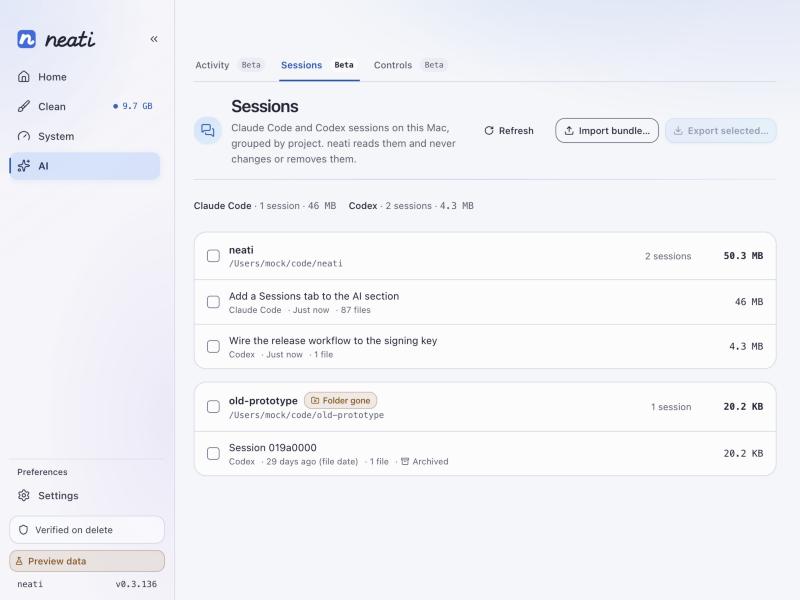 neati
«
Home
Clean
9.7 GB
System
AI
Preferences
Settings
Verified on delete
Preview data
neati v0.3.136
Activity Beta Sessions Beta Controls Beta
Sessions
Claude Code and Codex sessions on this Mac,
grouped by project. neati reads them and never
changes or removes them.
Refresh
Import bundle...
Export selected...
Claude Code · 1 session · 46 MB Codex · 2 sessions · 4.3 MB
neati
/Users/mock/code/neati
2 sessions 50.3 MB
Add a Sessions tab to the AI section
Claude Code · Just now · 87 files
46 MB
Wire the release workflow to the signing key
Codex · Just now · 1 file
4.3 MB
old-prototype Folder gone
/Users/mock/code/old-prototype
1 session 20.2 KB
Session 019a0000
Codex · 29 days ago (file date) · 1 file · Archived
20.2 KB